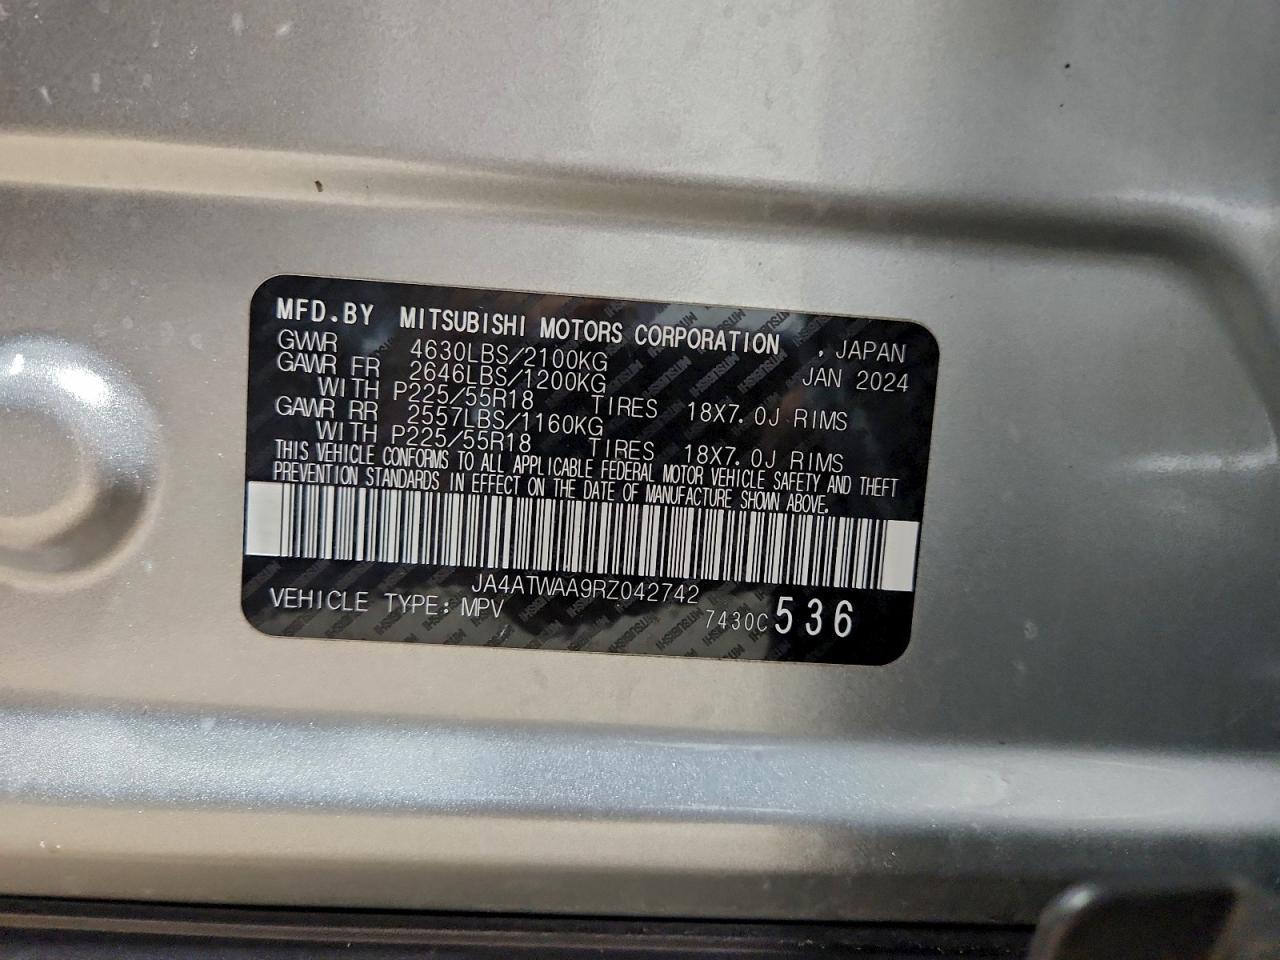 MFD.BY MITSUBISHI MOTORS CORPORATION , JAPAN
GVWR 4630LBS/2100KG JAN 2024
GAWR FR 2646LBS/1200KG
WITH P225/55R18 TIRES 18X7.0J RIMS
GAWR RR 2557LBS/1160KG
WITH P225/55R18 TIRES 18X7.0J RIMS
THIS VEHICLE CONFORMS TO ALL APPLICABLE FEDERAL MOTOR VEHICLE SAFETY AND THEFT
PREVENTION STANDARDS IN EFFECT ON THE DATE OF MANUFACTURE SHOWN ABOVE.
JA4ATWAA9RZ042742
VEHICLE TYPE: MPV 7430C 536